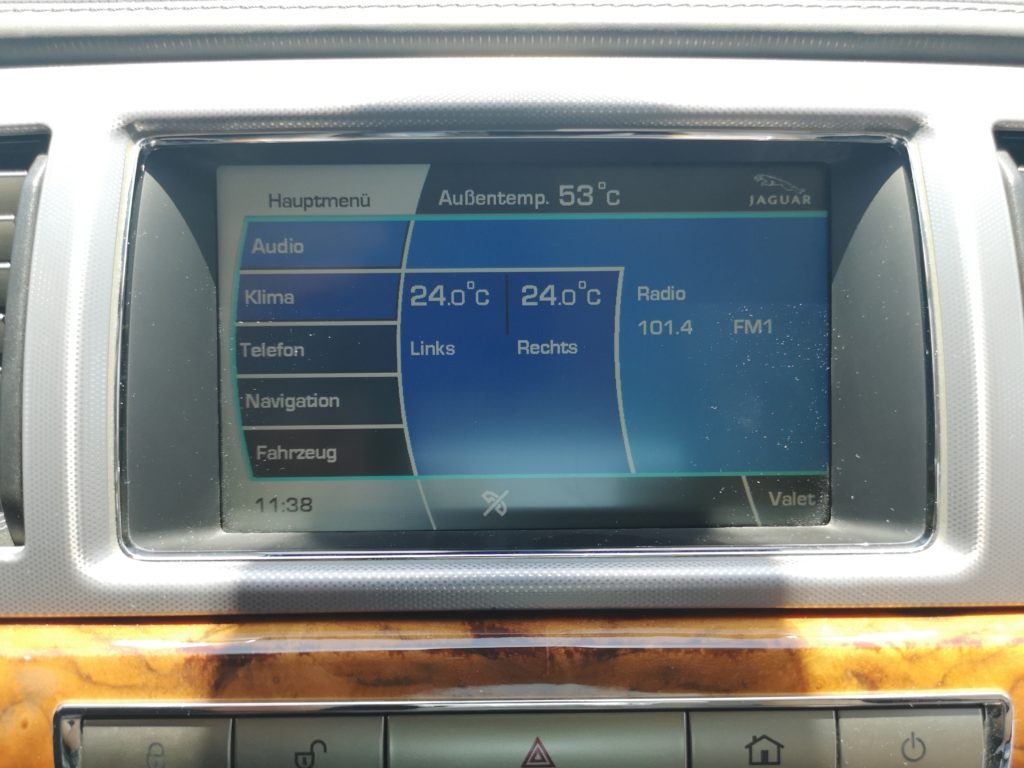 Hauptmenü
Außentemp. 53°C
JAGUAR
Audio
Klima
24.0°C
24.0°C
Links
Rechts
Radio
101.4 FM1
Telefon
Navigation
Fahrzeug
11:38
Valet